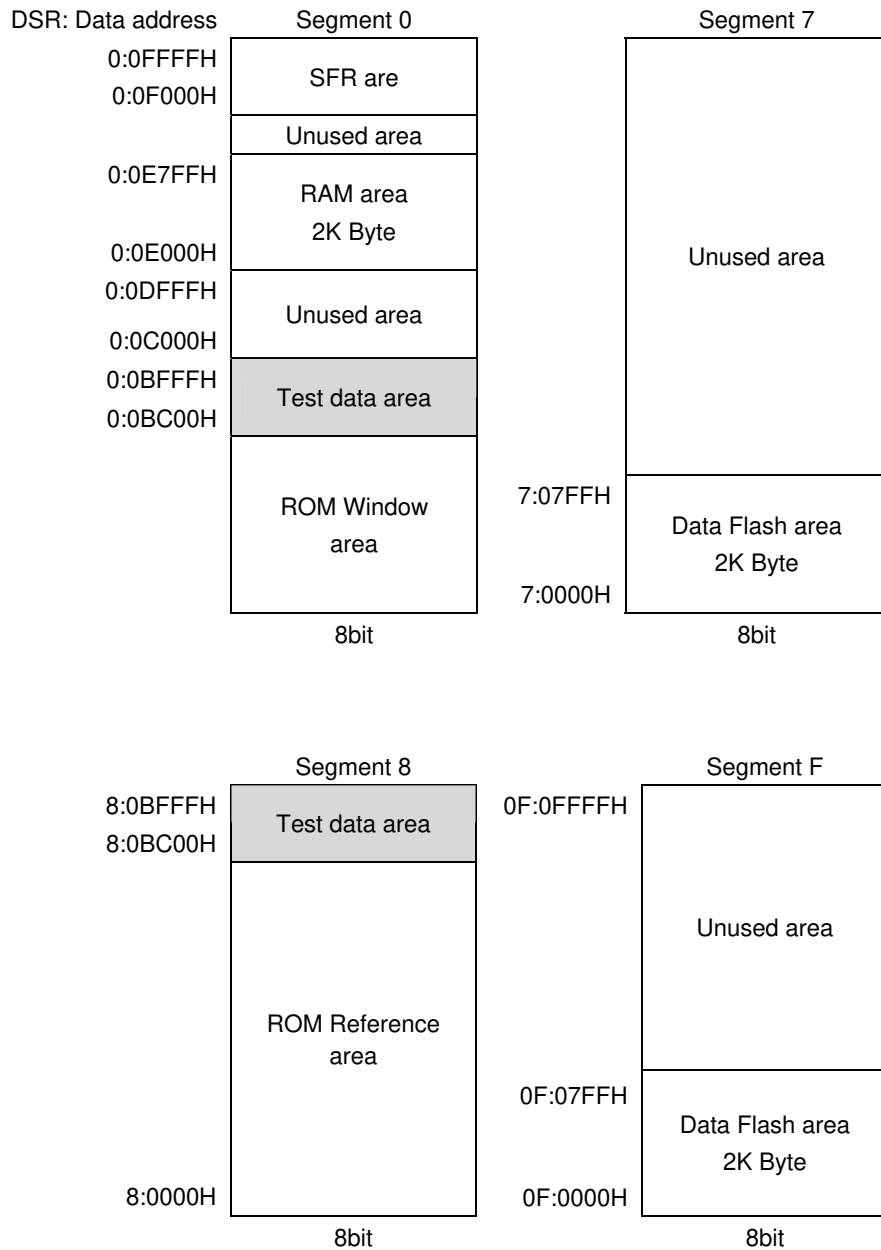 DSR: Data address
Segment 0
0:0FFFFH
0:0F000H
SFR are
Unused area
0:0E7FFH
RAM area
2K Byte
0:0E000H
0:0DFFFH
Unused area
0:0C000H
0:0BFFFH
Test data area
0:0BC00H
ROM Window
area
8bit
Segment 7
Unused area
7:07FFH
Data Flash area
2K Byte
7:0000H
8bit
Segment 8
8:0BFFFH
Test data area
8:0BC00H
ROM Reference
area
8:0000H
8bit
Segment F
0F:0FFFFH
Unused area
0F:07FFH
Data Flash area
2K Byte
0F:0000H
8bit